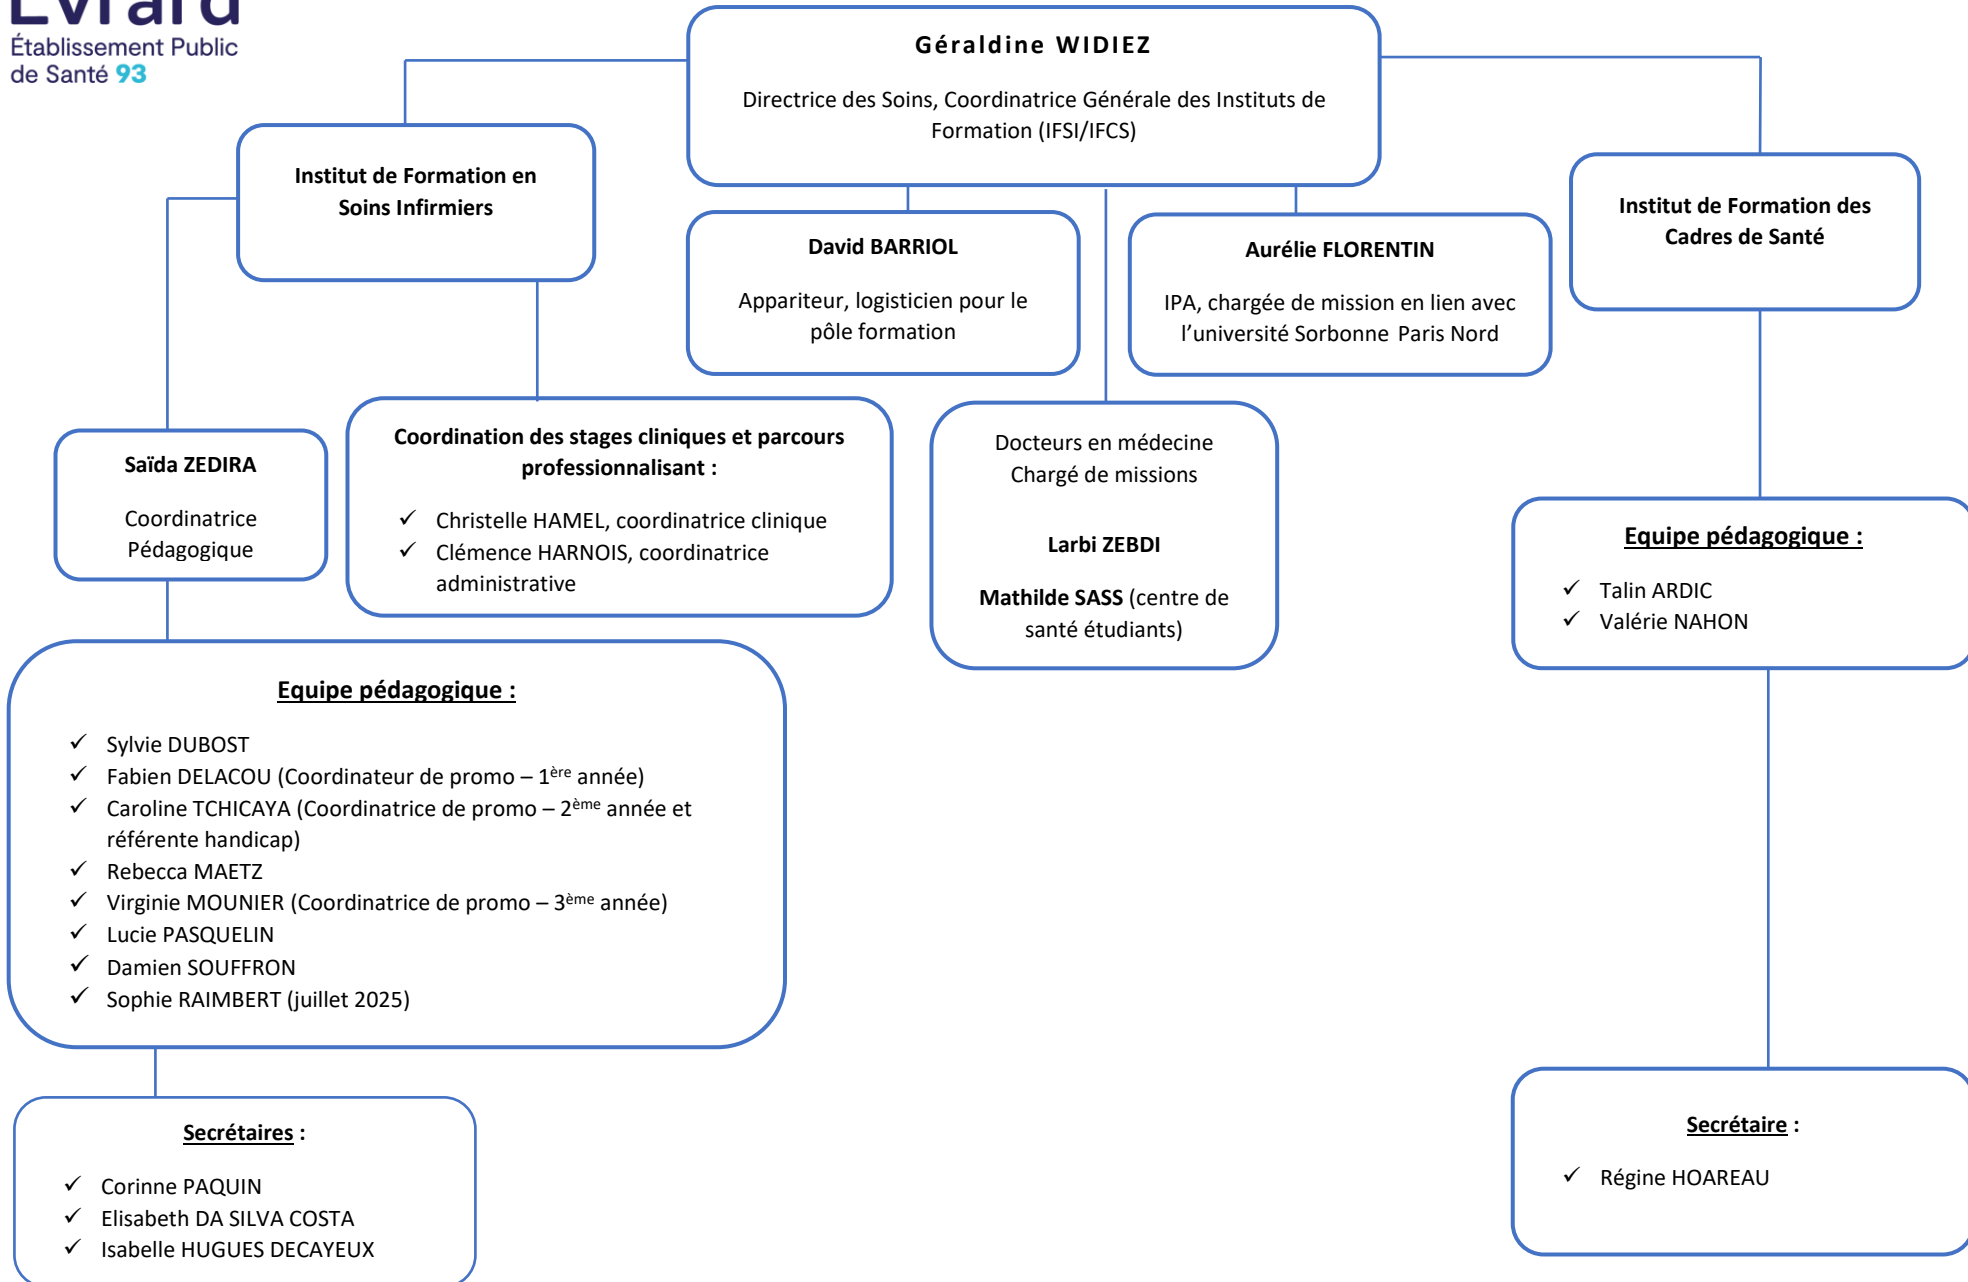 Evrard
Établissement Public
de Santé 93
Géraldine WIDIEZ
Directrice des Soins, Coordinatrice Générale des Instituts de
Formation (IFSI/IFCS)
Institut de Formation en
Soins Infirmiers
David BARRIOL
Appariteur, logisticien pour le
pôle formation
Aurélie FLORENTIN
IPA, chargée de mission en lien avec
l’université Sorbonne Paris Nord
Institut de Formation des
Cadres de Santé
Saïda ZEDIRA
Coordinatrice
Pédagogique
Coordination des stages cliniques et parcours
professionnalisant :
✓ Christelle HAMEL, coordinatrice clinique
✓ Clémence HARNOIS, coordinatrice
administrative
Docteurs en médecine
Chargé de missions
Larbi ZEBDI
Mathilde SASS (centre de
santé étudiants)
Equipe pédagogique :
✓ Talin ARDIC
✓ Valérie NAHON
Equipe pédagogique :
✓ Sylvie DUBOST
✓ Fabien DELACOU (Coordinateur de promo – 1ère année)
✓ Caroline TCHICAYA (Coordinatrice de promo – 2ème année et
référente handicap)
✓ Rebecca MAETZ
✓ Virginie MOUNIER (Coordinatrice de promo – 3ème année)
✓ Lucie PASQUELIN
✓ Damien SOUFFRON
✓ Sophie RAIMBERT (juillet 2025)
Secrétaires :
✓ Corinne PAQUIN
✓ Elisabeth DA SILVA COSTA
✓ Isabelle HUGUES DECAYEUX
Secrétaire :
✓ Régine HOAREAU